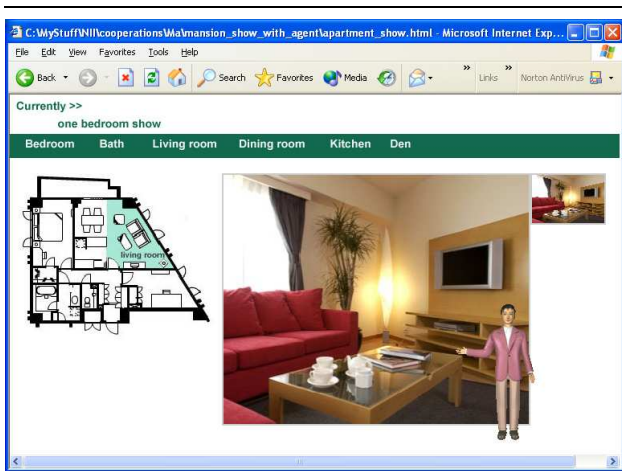 C:\MyStuff\NII\cooperations\Ma\mansion_show_with_agent\apartment_show.html - Microsoft Internet Exp...
File Edit View Favorites Tools Help
Back Search Favorites Media » Links » Norton AntiVirus
Currently >>
one bedroom show
Bedroom Bath Living room Dining room Kitchen Den
living room